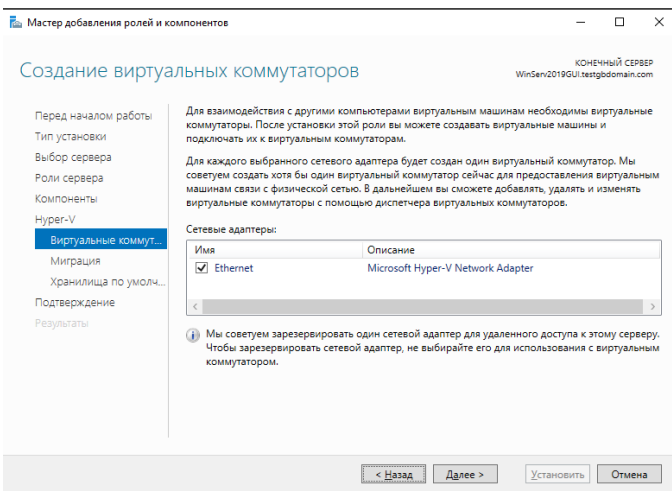 Мастер добавления ролей и компонентов
Создание виртуальных коммутаторов
КОНЕЧНЫЙ СЕРВЕР
WinServ2019GUI.testgbdomain.com
Перед началом работы
Тип установки
Выбор сервера
Роли сервера
Компоненты
Hyper-V
Виртуальные коммут...
Миграция
Хранилища по умолч...
Подтверждение
Результаты
Для взаимодействия с другими компьютерами виртуальным машинам необходимы виртуальные
коммутаторы. После установки этой роли вы можете создавать виртуальные машины и
подключать их к виртуальным коммутаторам.
Для каждого выбранного сетевого адаптера будет создан один виртуальный коммутатор. Мы
советуем создать хотя бы один виртуальный коммутатор сейчас для предоставления виртуальным
машинам связи с физической сетью. В дальнейшем вы сможете добавлять, удалять и изменять
виртуальные коммутаторы с помощью диспетчера виртуальных коммутаторов.
Сетевые адаптеры:
Имя Описание
Ethernet Microsoft Hyper-V Network Adapter
Мы советуем зарезервировать один сетевой адаптер для удаленного доступа к этому серверу.
Чтобы зарезервировать сетевой адаптер, не выбирайте его для использования с виртуальным
коммутатором.
< Назад Далее > Установить Отмена